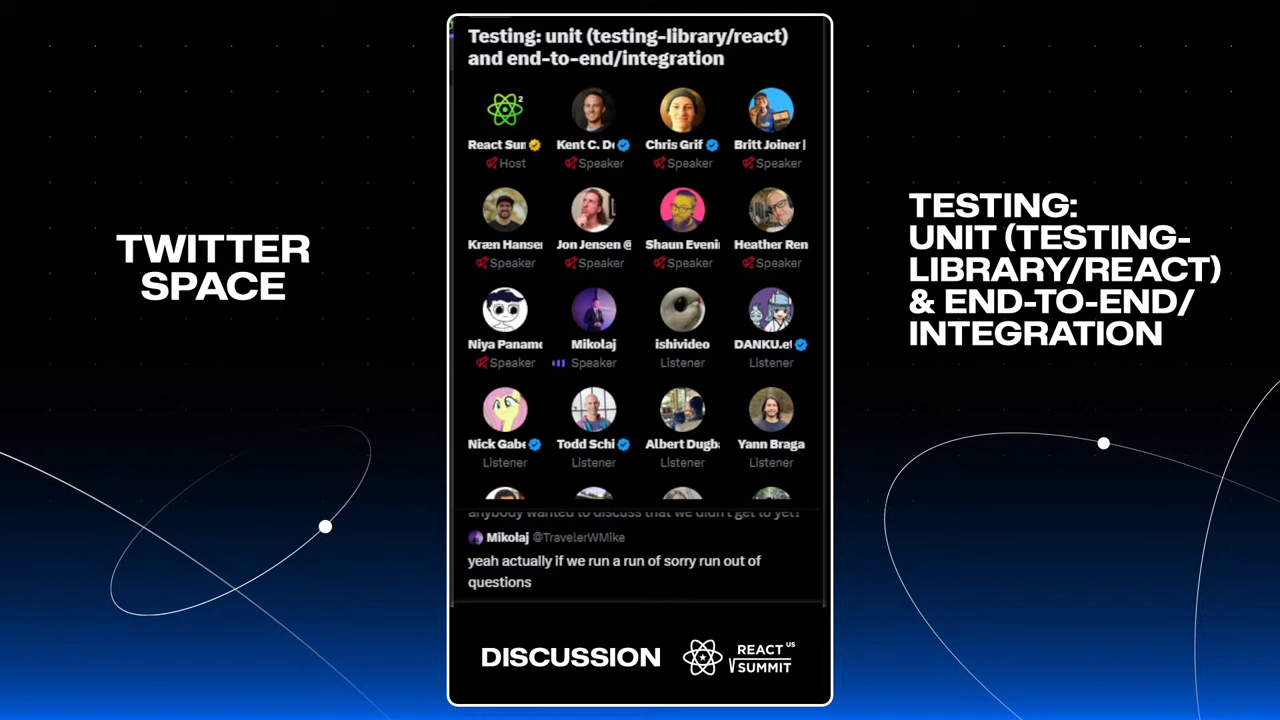 TWITTER
SPACE
Testing: unit (testing-library/react)
and end-to-end/integration
React Sun
Kent C. Do
Chris Grif
Britt Joiner |
Host
Speaker
Speaker
Speaker
Kræn Hansen
Jon Jensen @
Shaun Eveni
Heather Ren
Speaker
Speaker
Speaker
Speaker
Niya Panamo
Mikolaj
ishivideo
DANKU.et
Speaker
Speaker
Listener
Listener
Nick Gabe
Todd Schi
Albert Dugba
Yann Braga
Listener
Listener
Listener
Listener
anybody wanted to discuss that we didn't get to yet?
Mikolaj @TravelerWMike
yeah actually if we run a run of sorry run out of
questions
DISCUSSION
REACT US
SUMMIT
TESTING:
UNIT (TESTING-
LIBRARY/REACT)
& END-TO-END/
INTEGRATION